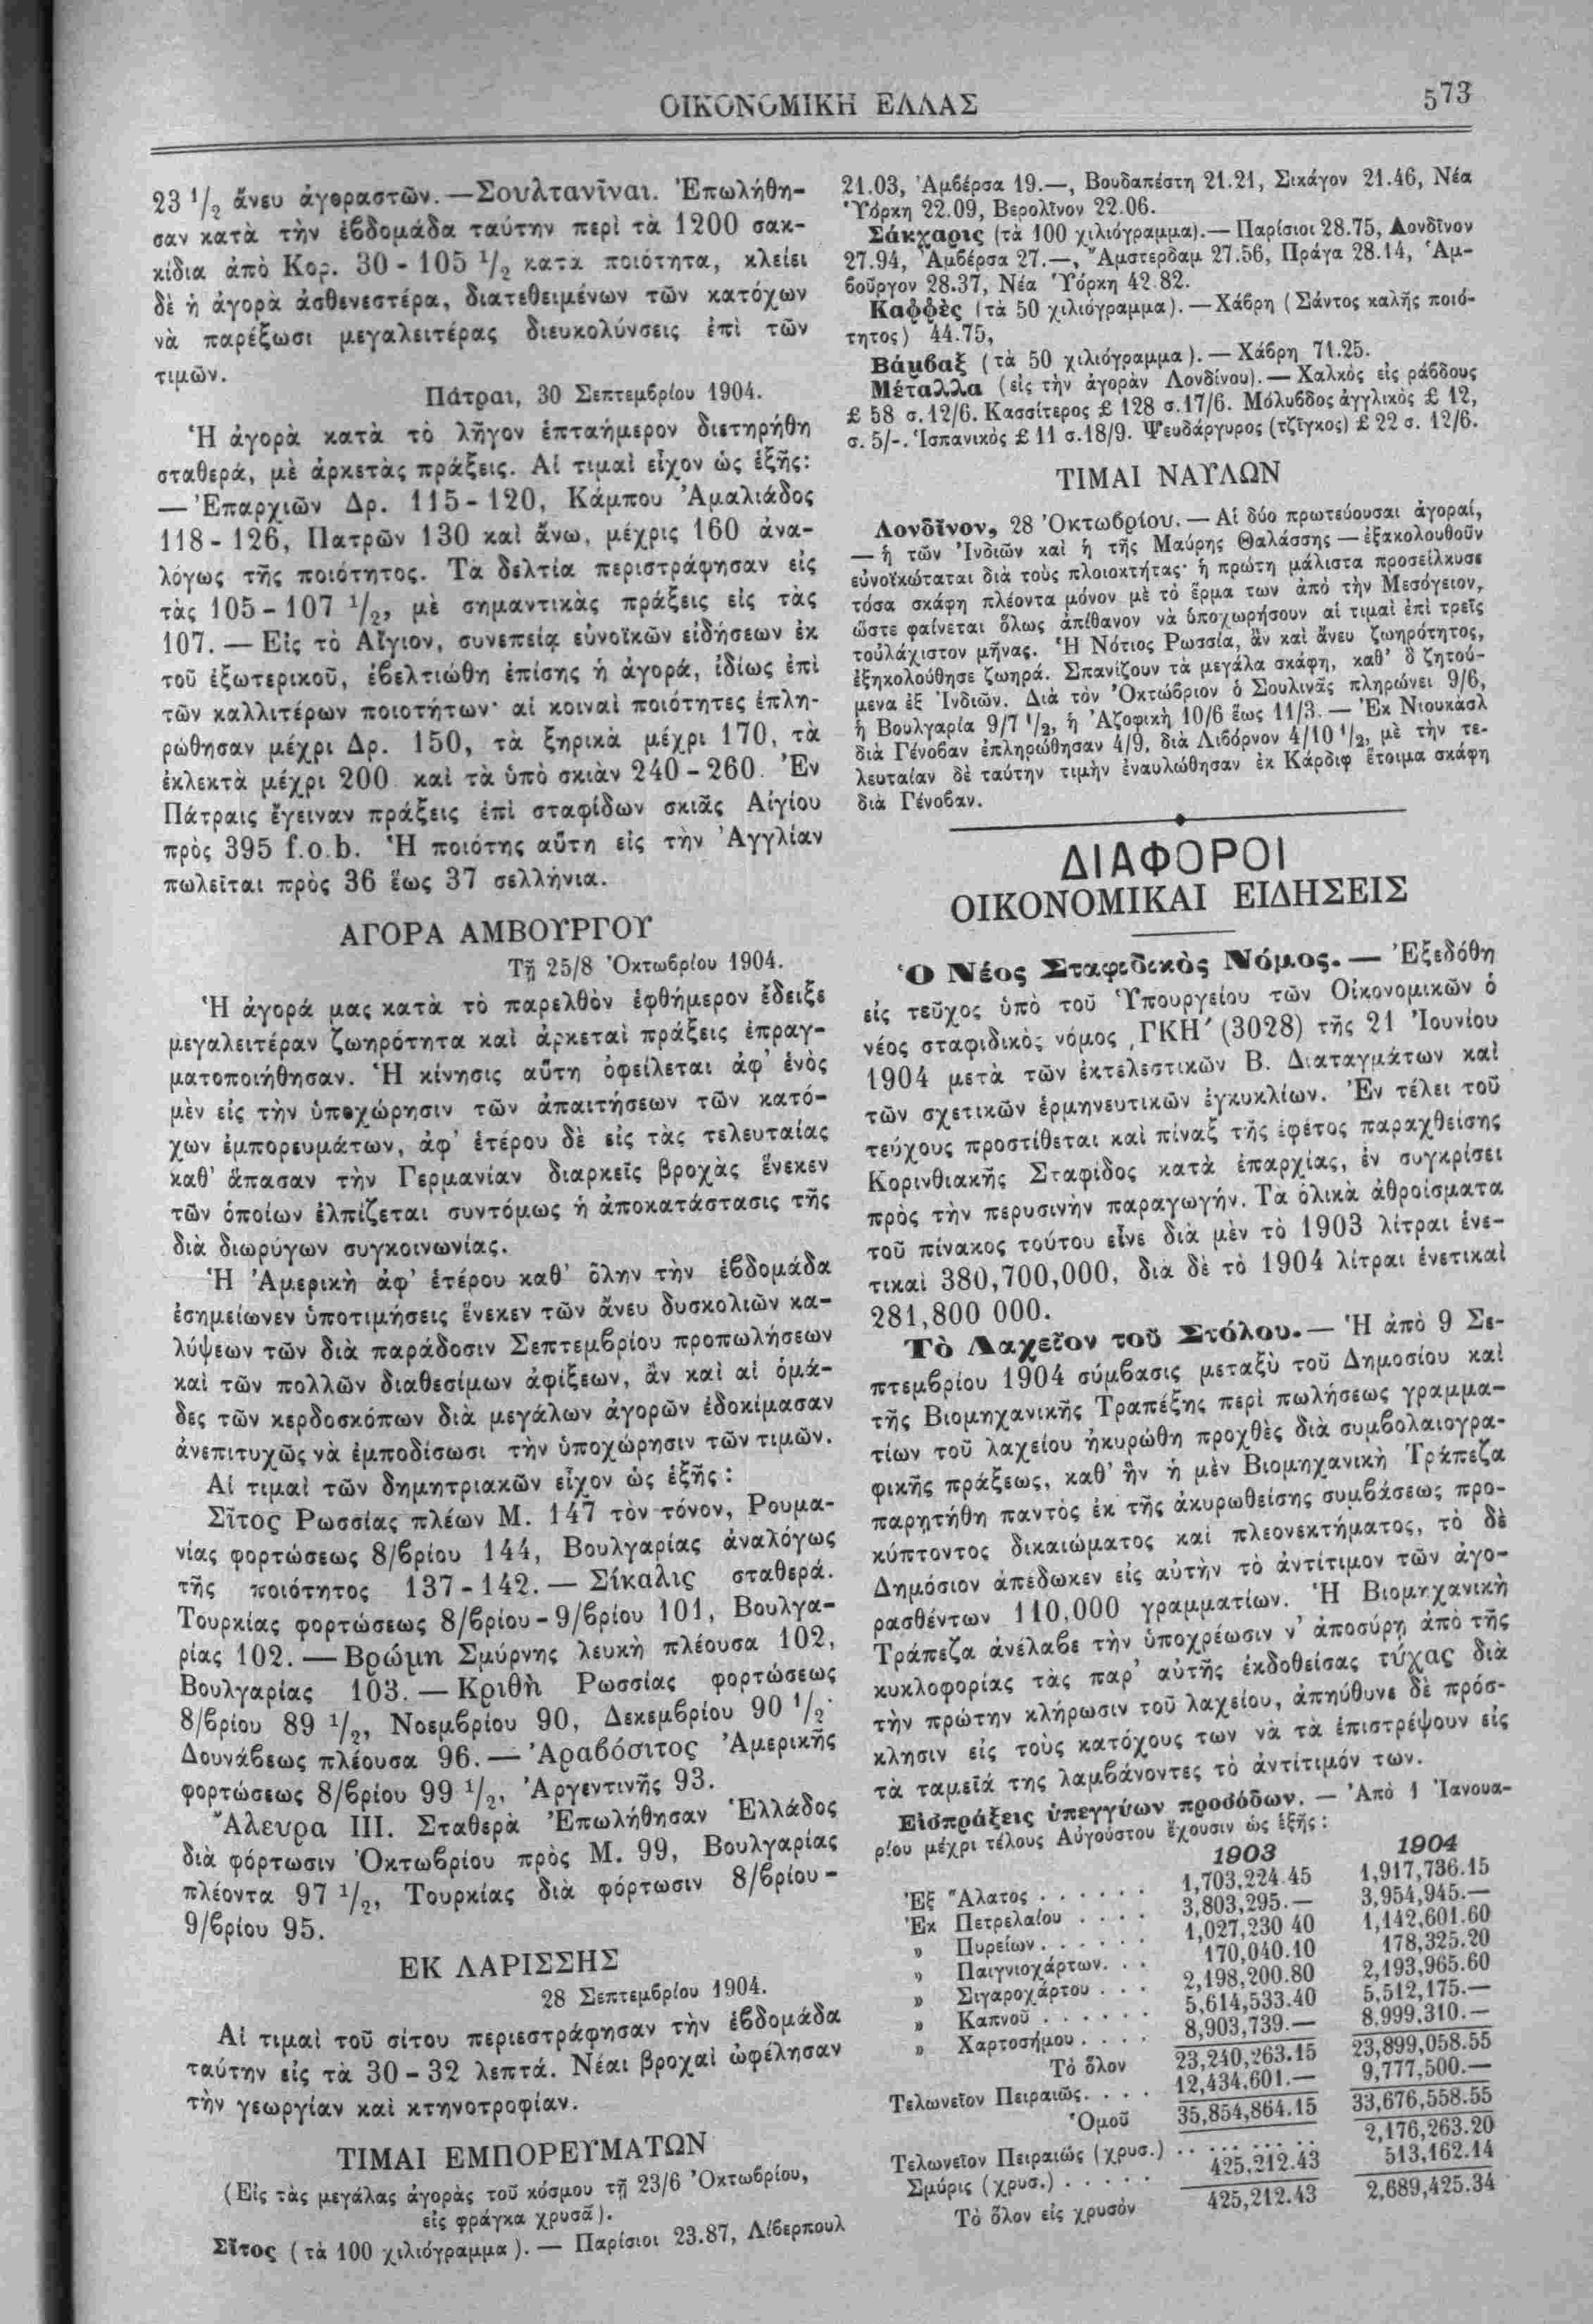 ΟΙΚΟΝΟΜΙΚΗ ΕΛΛΑΣ
573
23 1/2 ἄνευ ἀγοραστῶν.—Σουλτανῖναι. Ἐπωλήθη-
σαν κατὰ τὴν ἑβδομάδα ταύτην περὶ τὰ 1200 σακ-
κίδια ἀπὸ Κορ. 30 - 105 1/2 κατὰ ποιότητα, κλείει
δὲ ἡ ἀγορὰ ἀσθενεστέρα, διατεθειμένων τῶν κατόχων
νὰ παρέξωσι μεγαλειτέρας διευκολύνσεις ἐπὶ τῶν
τιμῶν.
Πάτραι, 30 Σεπτεμβρίου 1904.
Ἡ ἀγορὰ κατὰ τὸ λῆγον ἑπταήμερον διετηρήθη
σταθερά, μὲ ἀρκετὰς πράξεις. Αἱ τιμαὶ εἶχον ὡς ἑξῆς:
—Ἐπαρχιῶν Δρ. 115 - 120, Κάμπου Ἀμαλιάδος
118 - 126, Πατρῶν 130 καὶ ἄνω, μέχρις 160 ἀνα-
λόγως τῆς ποιότητος. Τὰ δελτία περιστράφησαν εἰς
τὰς 105 - 107 1/2, μὲ σημαντικὰς πράξεις εἰς τὰς
107. — Εἰς τὸ Αἴγιον, συνεπείᾳ εὐνοϊκῶν εἰδήσεων ἐκ
τοῦ ἐξωτερικοῦ, ἐβελτιώθη ἐπίσης ἡ ἀγορά, ἰδίως ἐπὶ
τῶν καλλιτέρων ποιοτήτων· αἱ κοιναὶ ποιότητες ἐπλη-
ρώθησαν μέχρι Δρ. 150, τὰ ξηρικὰ μέχρι 170, τὰ
ἐκλεκτὰ μέχρι 200 καὶ τὰ ὑπὸ σκιὰν 240 - 260. Ἐν
Πάτραις ἔγειναν πράξεις ἐπὶ σταφίδων σκιᾶς Αἰγίου
πρὸς 395 f.o.b. Ἡ ποιότης αὕτη εἰς τὴν Ἀγγλίαν
πωλεῖται πρὸς 36 ἕως 37 σελλήνια.
ΑΓΟΡΑ ΑΜΒΟΥΡΓΟΥ
Τῇ 25/8 Ὀκτωβρίου 1904.
Ἡ ἀγορά μας κατὰ τὸ παρελθὸν ἑφθήμερον ἔδειξε
μεγαλειτέραν ζωηρότητα καὶ ἀρκεταὶ πράξεις ἐπραγ-
ματοποιήθησαν. Ἡ κίνησις αὕτη ὀφείλεται ἀφ’ ἑνὸς
μὲν εἰς τὴν ὑποχώρησιν τῶν ἀπαιτήσεων τῶν κατό-
χων ἐμπορευμάτων, ἀφ’ ἑτέρου δὲ εἰς τὰς τελευταίας
καθ’ ἅπασαν τὴν Γερμανίαν διαρκεῖς βροχὰς ἕνεκεν
τῶν ὁποίων ἐλπίζεται συντόμως ἡ ἀποκατάστασις τῆς
διὰ διωρύγων συγκοινωνίας.
Ἡ Ἀμερικὴ ἀφ’ ἑτέρου καθ’ ὅλην τὴν ἑβδομάδα
ἐσημείωνεν ὑποτιμήσεις ἕνεκεν τῶν ἄνευ δυσκολιῶν κα-
λύψεων τῶν διὰ παράδοσιν Σεπτεμβρίου προπωλήσεων
καὶ τῶν πολλῶν διαθεσίμων ἀφίξεων, ἂν καὶ αἱ ὁμά-
δες τῶν κερδοσκόπων διὰ μεγάλων ἀγορῶν ἐδοκίμασαν
ἀνεπιτυχῶς νὰ ἐμποδίσωσι τὴν ὑποχώρησιν τῶν τιμῶν.
Αἱ τιμαὶ τῶν δημητριακῶν εἶχον ὡς ἑξῆς :
Σῖτος Ρωσσίας πλέων Μ. 147 τὸν τόνον, Ρουμα-
νίας φορτώσεως 8/βρίου 144, Βουλγαρίας ἀναλόγως
τῆς ποιότητος 137 - 142. — Σίκαλις σταθερά.
Τουρκίας φορτώσεως 8/βρίου - 9/βρίου 101, Βουλγα-
ρίας 102. — Βρώμη Σμύρνης λευκὴ πλέουσα 102,
Βουλγαρίας 103. — Κριθὴ Ρωσσίας φορτώσεως
8/βρίου 89 1/2, Νοεμβρίου 90, Δεκεμβρίου 90 1/2.
Δουνάβεως πλέουσα 96. — Ἀραβόσιτος Ἀμερικῆς
φορτώσεως 8/βρίου 99 1/2, Ἀργεντινῆς 93.
Ἄλευρα III. Σταθερὰ Ἐπωλήθησαν Ἑλλάδος
διὰ φόρτωσιν Ὀκτωβρίου πρὸς Μ. 99, Βουλγαρίας
πλέοντα 97 1/2, Τουρκίας διὰ φόρτωσιν 8/βρίου -
9/βρίου 95.
ΕΚ ΛΑΡΙΣΣΗΣ
28 Σεπτεμβρίου 1904.
Αἱ τιμαὶ τοῦ σίτου περιεστράφησαν τὴν ἑβδομάδα
ταύτην εἰς τὰ 30 - 32 λεπτά. Νέαι βροχαὶ ὠφέλησαν
τὴν γεωργίαν καὶ κτηνοτροφίαν.
ΤΙΜΑΙ ΕΜΠΟΡΕΥΜΑΤΩΝ
(Εἰς τὰς μεγάλας ἀγορὰς τοῦ κόσμου τῇ 23/6 Ὀκτωβρίου,
εἰς φράγκα χρυσᾶ).
Σῖτος (τὰ 100 χιλιόγραμμα). — Παρίσιοι 23.87, Λίβερπουλ
21.03, Ἀμβέρσα 19.—, Βουδαπέστη 21.21, Σικάγον 21.46, Νέα
Ὑόρκη 22.09, Βερολῖνον 22.06.
Σάκχαρις (τὰ 100 χιλιόγραμμα).— Παρίσιοι 28.75, Λονδῖνον
27.94, Ἀμβέρσα 27.—, Ἄμστερδαμ 27.56, Πράγα 28.14, Ἁμ-
βοῦργον 28.37, Νέα Ὑόρκη 42.82.
Καφφὲς (τὰ 50 χιλιόγραμμα).—Χάβρη (Σάντος καλῆς ποιό-
τητος) 44.75,
Βάμβαξ (τὰ 50 χιλιόγραμμα). — Χάβρη 71.25.
Μέταλλα (εἰς τὴν ἀγορὰν Λονδίνου).— Χαλκὸς εἰς ράβδους
£ 58 σ.12/6. Κασσίτερος £ 128 σ.17/6. Μόλυβδος ἀγγλικὸς £ 12,
σ. 5/-. Ἱσπανικὸς £ 11 σ.18/9. Ψευδάργυρος (τζῖγκος) £ 22 σ. 12/6.
ΤΙΜΑΙ ΝΑΥΛΩΝ
Λονδῖνον, 28 Ὀκτωβρίου. — Αἱ δύο πρωτεύουσαι ἀγοραί,
— ἡ τῶν Ἰνδιῶν καὶ ἡ τῆς Μαύρης Θαλάσσης — ἐξακολουθοῦν
εὐνοϊκώταται διὰ τοὺς πλοιοκτήτας· ἡ πρώτη μάλιστα προσείλκυσε
τόσα σκάφη πλέοντα μόνον μὲ τὸ ἕρμα των ἀπὸ τὴν Μεσόγειον,
ὥστε φαίνεται ὅλως ἀπίθανον νὰ ὑποχωρήσουν αἱ τιμαὶ ἐπὶ τρεῖς
τοὐλάχιστον μῆνας. Ἡ Νότιος Ρωσσία, ἂν καὶ ἄνευ ζωηρότητος,
ἐξηκολούθησε ζωηρά. Σπανίζουν τὰ μεγάλα σκάφη, καθ’ ὃ ζητού-
μενα ἐξ Ἰνδιῶν. Διὰ τὸν Ὀκτώβριον ὁ Σουλινᾶς πληρώνει 9/6,
ἡ Βουλγαρία 9/7 1/2, ἡ Ἀζοφικὴ 10/6 ἕως 11/3. — Ἐκ Νιουκάσλ
διὰ Γένοβαν ἐπληρώθησαν 4/9, διὰ Λιβόρνον 4/10 1/2, μὲ τὴν τε-
λευταίαν δὲ ταύτην τιμὴν ἐναυλώθησαν ἐκ Κάρδιφ ἕτοιμα σκάφη
διὰ Γένοβαν.
ΔΙΑΦΟΡΟΙ
ΟΙΚΟΝΟΜΙΚΑΙ ΕΙΔΗΣΕΙΣ
Ὁ Νέος Σταφιδικὸς Νόμος. — Ἐξεδόθη
εἰς τεῦχος ὑπὸ τοῦ Ὑπουργείου τῶν Οἰκονομικῶν ὁ
νέος σταφιδικὸς νόμος ͵ΓΚΗ′ (3028) τῆς 21 Ἰουνίου
1904 μετὰ τῶν ἐκτελεστικῶν Β. Διαταγμάτων καὶ
τῶν σχετικῶν ἑρμηνευτικῶν ἐγκυκλίων. Ἐν τέλει τοῦ
τεύχους προστίθεται καὶ πίναξ τῆς ἐφέτος παραχθείσης
Κορινθιακῆς Σταφίδος κατὰ ἐπαρχίας, ἐν συγκρίσει
πρὸς τὴν περυσινὴν παραγωγήν. Τὰ ὁλικὰ ἀθροίσματα
τοῦ πίνακος τούτου εἶνε διὰ μὲν τὸ 1903 λίτραι ἐνε-
τικαὶ 380,700,000, διὰ δὲ τὸ 1904 λίτραι ἐνετικαὶ
281,800 000.
Τὸ Λαχεῖον τοῦ Στόλου.— Ἡ ἀπὸ 9 Σε-
πτεμβρίου 1904 σύμβασις μεταξὺ τοῦ Δημοσίου καὶ
τῆς Βιομηχανικῆς Τραπέζης περὶ πωλήσεως γραμμα-
τίων τοῦ λαχείου ἠκυρώθη προχθὲς διὰ συμβολαιογρα-
φικῆς πράξεως, καθ’ ἣν ἡ μὲν Βιομηχανικὴ Τράπεζα
παρῃτήθη παντὸς ἐκ τῆς ἀκυρωθείσης συμβάσεως προ-
κύπτοντος δικαιώματος καὶ πλεονεκτήματος, τὸ δὲ
Δημόσιον ἀπέδωκεν εἰς αὐτὴν τὸ ἀντίτιμον τῶν ἀγο-
ρασθέντων 110,000 γραμματίων. Ἡ Βιομηχανικὴ
Τράπεζα ἀνέλαβε τὴν ὑποχρέωσιν ν’ ἀποσύρῃ ἀπὸ τῆς
κυκλοφορίας τὰς παρ’ αὐτῆς ἐκδοθείσας τύχας διὰ
τὴν πρώτην κλήρωσιν τοῦ λαχείου, ἀπηύθυνε δὲ πρόσ-
κλησιν εἰς τοὺς κατόχους των νὰ τὰ ἐπιστρέψουν εἰς
τὰ ταμεῖά της λαμβάνοντες τὸ ἀντίτιμόν των.
Εἰσπράξεις ὑπεγγύων προσόδων. — Ἀπὸ 1 Ἰανουα-
ρίου μέχρι τέλους Αὐγούστου ἔχουσιν ὡς ἑξῆς :
1903 1904
Ἐξ Ἅλατος . . . . . . 1,703,224.45 1,917,736.15
Ἐκ Πετρελαίου . . . . 3,803,295.— 3,954,945.—
» Πυρείων . . . . . . 1,027,230 40 1,142,601.60
» Παιγνιοχάρτων. . . 170,040.10 178,325.20
» Σιγαροχάρτου . . . 2,198,200.80 2,193,965.60
» Καπνοῦ . . . . . . 5,614,533.40 5,512,175.—
» Χαρτοσήμου . . . . 8,903,739.— 8.999,310.—
Τὸ ὅλον 23,240,263.15 23,899,058.55
Τελωνεῖον Πειραιῶς. . . . 12,434,601.— 9,777,500.—
Ὁμοῦ 35,854,864.15 33,676,558.55
Τελωνεῖον Πειραιῶς (χρυσ.) . . . . . . . . . 2,176,263.20
Σμύρις (χρυσ.) . . . . . 425,212.43 513,162.14
Τὸ ὅλον εἰς χρυσὸν 425,212.43 2,689,425.34